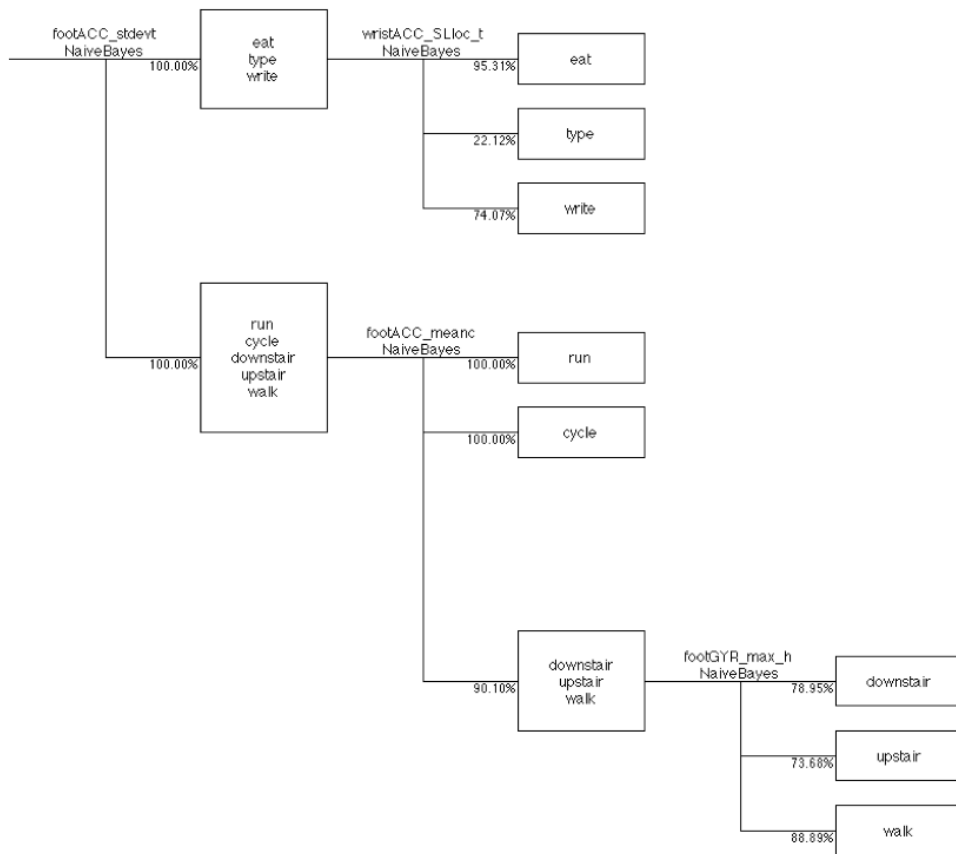 footACC_stdevt
NaiveBayes
100.00%
eat
type
write
wristACC_SLloc_t
NaiveBayes
95.31%
eat
22.12%
type
74.07%
write
100.00%
run
cycle
downstair
upstair
walk
footACC_meanc
NaiveBayes
100.00%
run
100.00%
cycle
90.10%
downstair
upstair
walk
footGYR_max_h
NaiveBayes
78.95%
downstair
73.68%
upstair
88.89%
walk